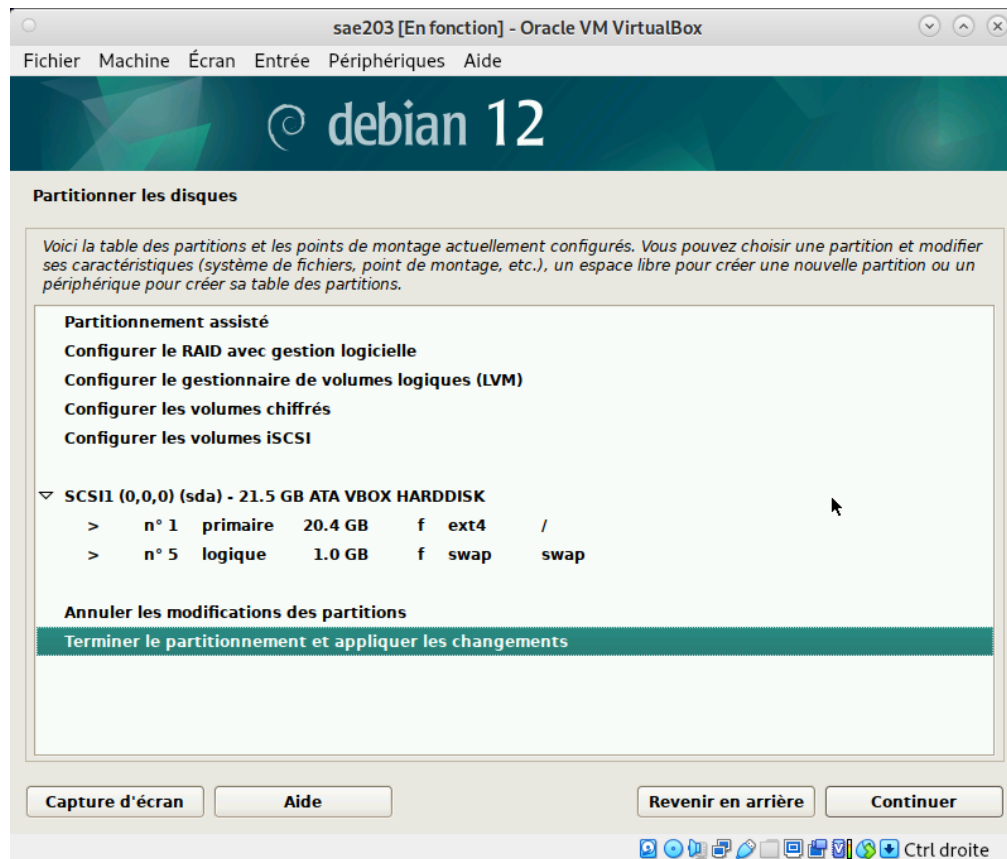 sae203 [En fonction] - Oracle VM VirtualBox
Fichier Machine Écran Entrée Périphériques Aide
debian 12
Partitionner les disques
Voici la table des partitions et les points de montage actuellement configurés. Vous pouvez choisir une partition et modifier
ses caractéristiques (système de fichiers, point de montage, etc.), un espace libre pour créer une nouvelle partition ou un
périphérique pour créer sa table des partitions.
Partitionnement assisté
Configurer le RAID avec gestion logicielle
Configurer le gestionnaire de volumes logiques (LVM)
Configurer les volumes chiffrés
Configurer les volumes iSCSI
SCSI1 (0,0,0) (sda) - 21.5 GB ATA VBOX HARDDISK
> n° 1 primaire 20.4 GB f ext4 /
> n° 5 logique 1.0 GB f swap swap
Annuler les modifications des partitions
Terminer le partitionnement et appliquer les changements
Capture d'écran Aide Revenir en arrière Continuer
Ctrl droite